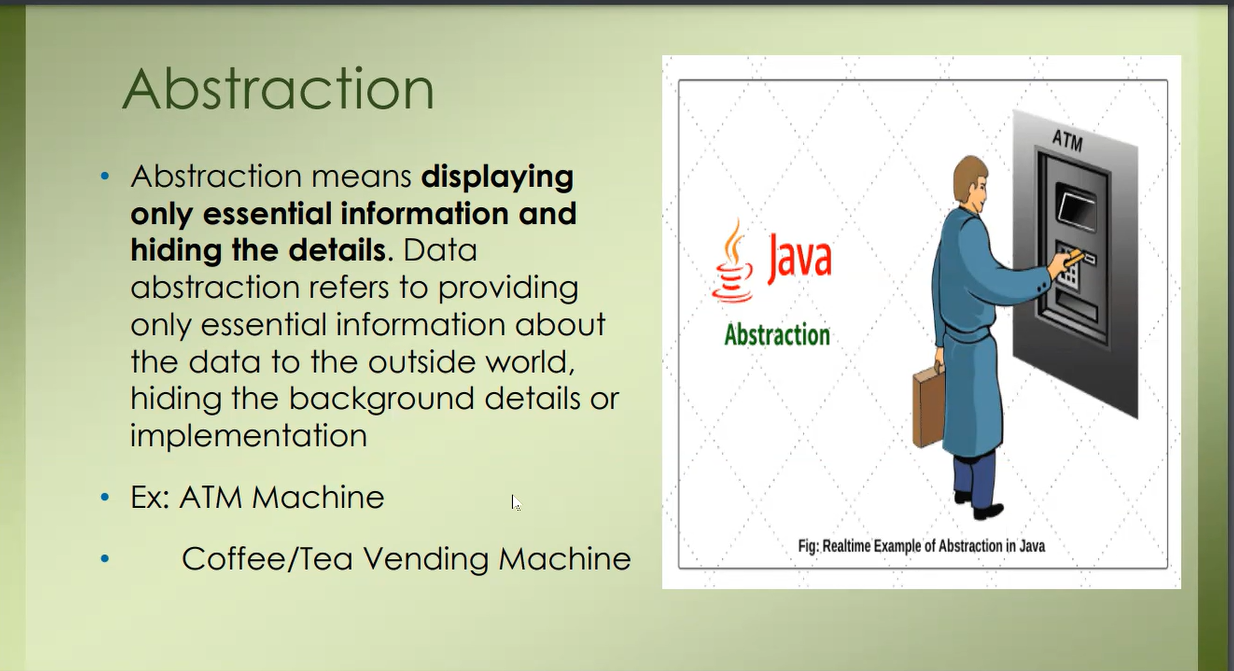 Abstraction
• Abstraction means displaying
only essential information and
hiding the details. Data
abstraction refers to providing
only essential information about
the data to the outside world,
hiding the background details or
implementation
• Ex: ATM Machine
• Coffee/Tea Vending Machine
ATM
Java
Abstraction
Fig: Realtime Example of Abstraction in Java